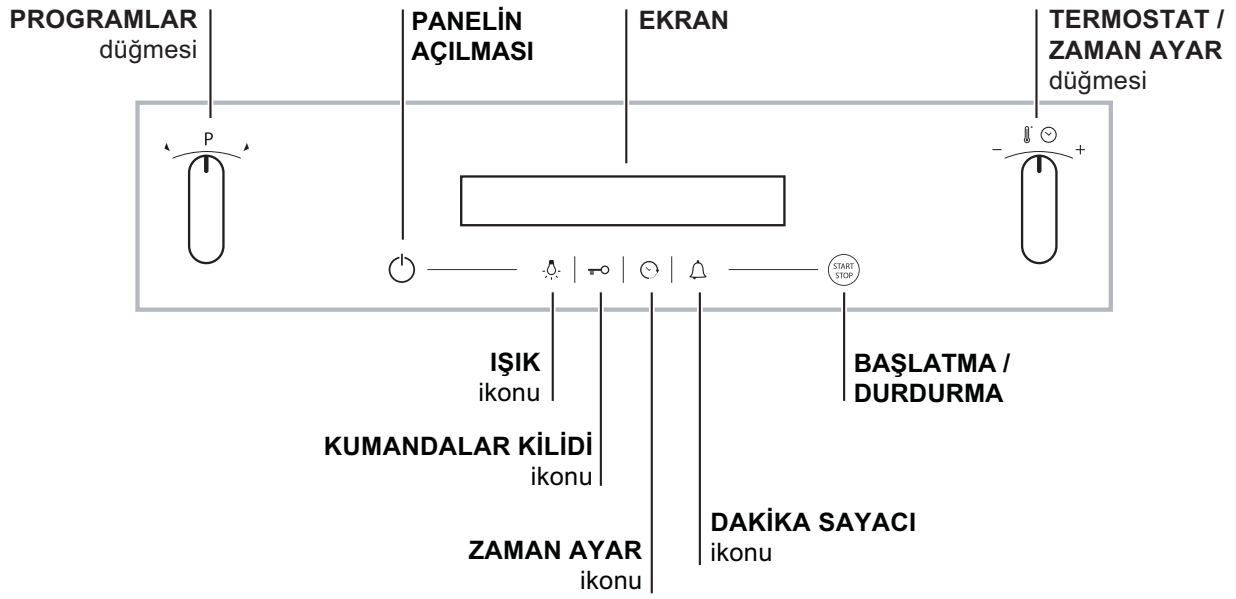 PROGRAMLAR
düğmesi
PANELİN
AÇILMASI
EKRAN
TERMOSTAT /
ZAMAN AYAR
düğmesi
P
- +
START
STOP
IŞIK
ikonu
BAŞLATMA /
DURDURMA
KUMANDALAR KİLİDİ
ikonu
DAKİKA SAYACI
ikonu
ZAMAN AYAR
ikonu